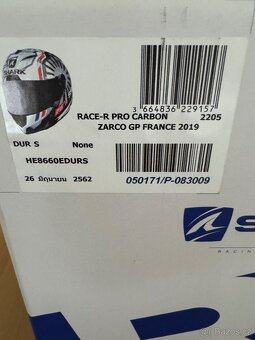 SHARK
3 664836 229157
RACE-R PRO CARBON 2205
ZARCO GP FRANCE 2019
DUR S None
HE8660EDURS
26 มิถุนายน 2562
050171/P-083009
RACIN